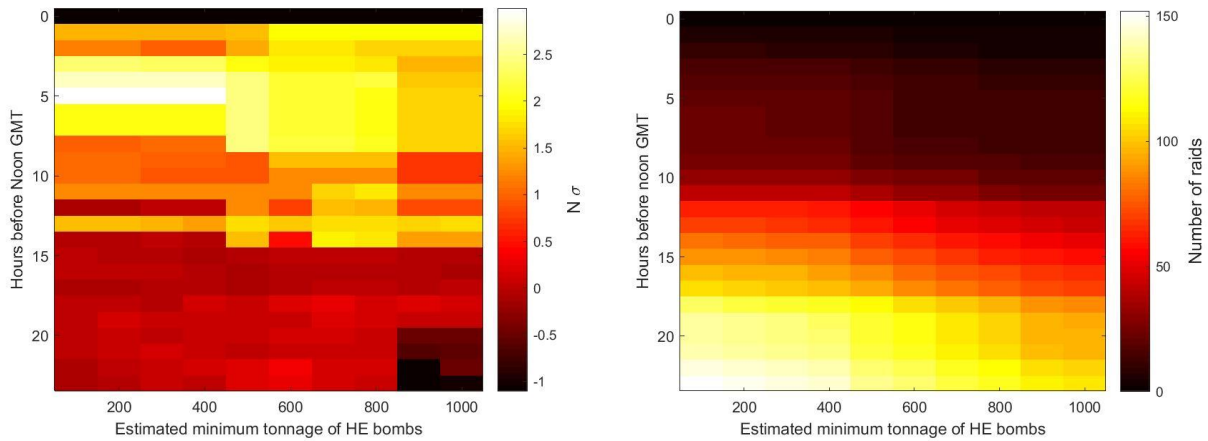 0
5
10
15
20
Hours before Noon GMT
200 400 600 800 1000
Estimated minimum tonnage of HE bombs
2.5
2
1.5
1
0.5
0
-0.5
-1
N σ
0
5
10
15
20
Hours before noon GMT
200 400 600 800 1000
Estimated minimum tonnage of HE bombs
150
100
50
0
Number of raids